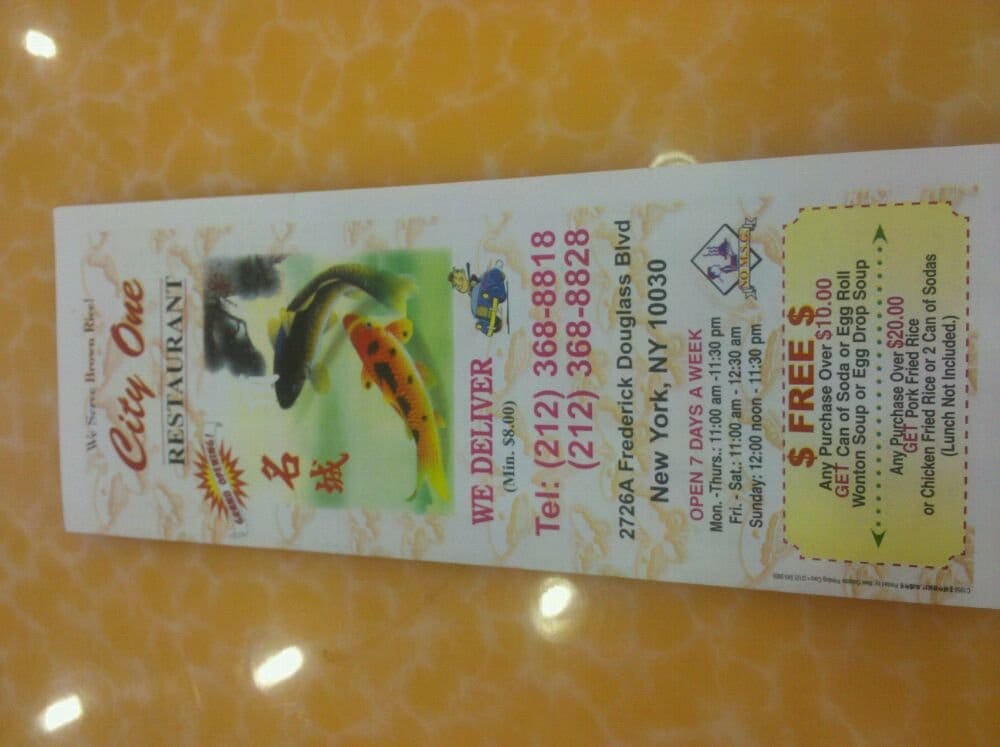 We Serve Brown Rice!
City One
RESTAURANT
GRAND OPENING!
名
城
WE DELIVER
(Min. $8.00)
Tel: (212) 368-8818
(212) 368-8828
2726A Frederick Douglass Blvd
New York, NY 10030
OPEN 7 DAYS A WEEK
Mon. -Thurs.: 11:00 am -11:30 pm
Fri. - Sat.: 11:00 am - 12:30 am
Sunday: 12:00 noon - 11:30 pm
NO M.S.G.
$ FREE $
Any Purchase Over $10.00
GET Can of Soda or Egg Roll
Wonton Soup or Egg Drop Soup
Any Purchase Over $20.00
GET Pork Fried Rice
or Chicken Fried Rice or 2 Can of Sodas
(Lunch Not Included.)